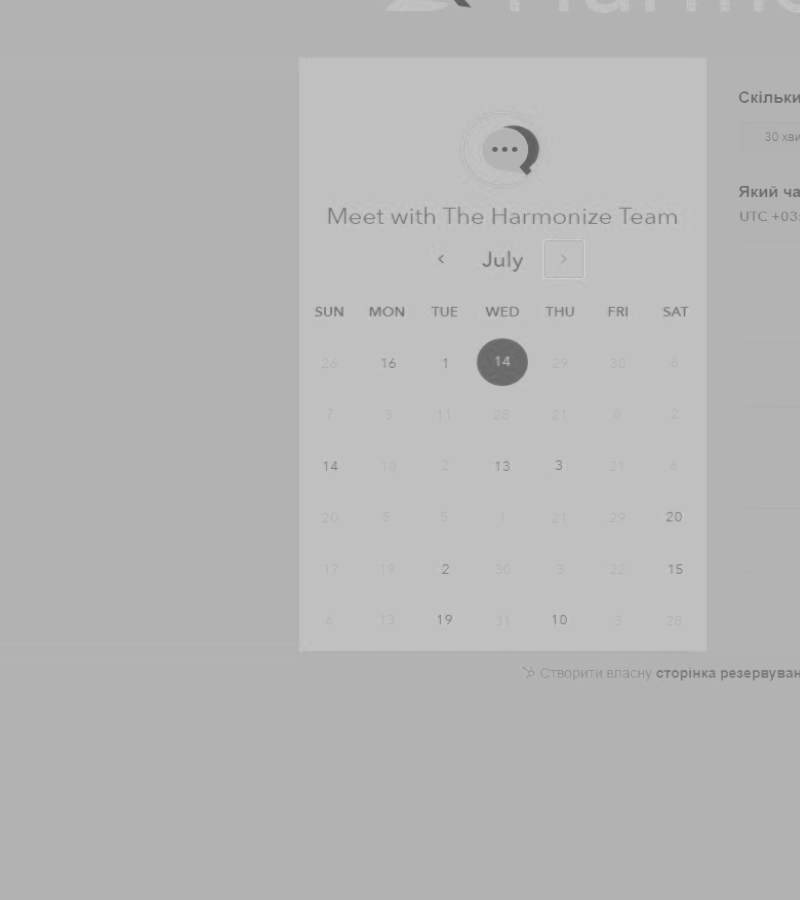 Скільки
30 хви
Meet with The Harmonize Team
Який ча
UTC +03:
July
SUN MON TUE WED THU FRI SAT
26 16 1 14 29 30 8
7 3 11 28 21 8 2
14 10 2 13 3 21 6
20 5 5 1 21 29 20
17 19 2 30 3 22 15
6 13 19 31 10 3 28
Створити власну сторінка резервуван